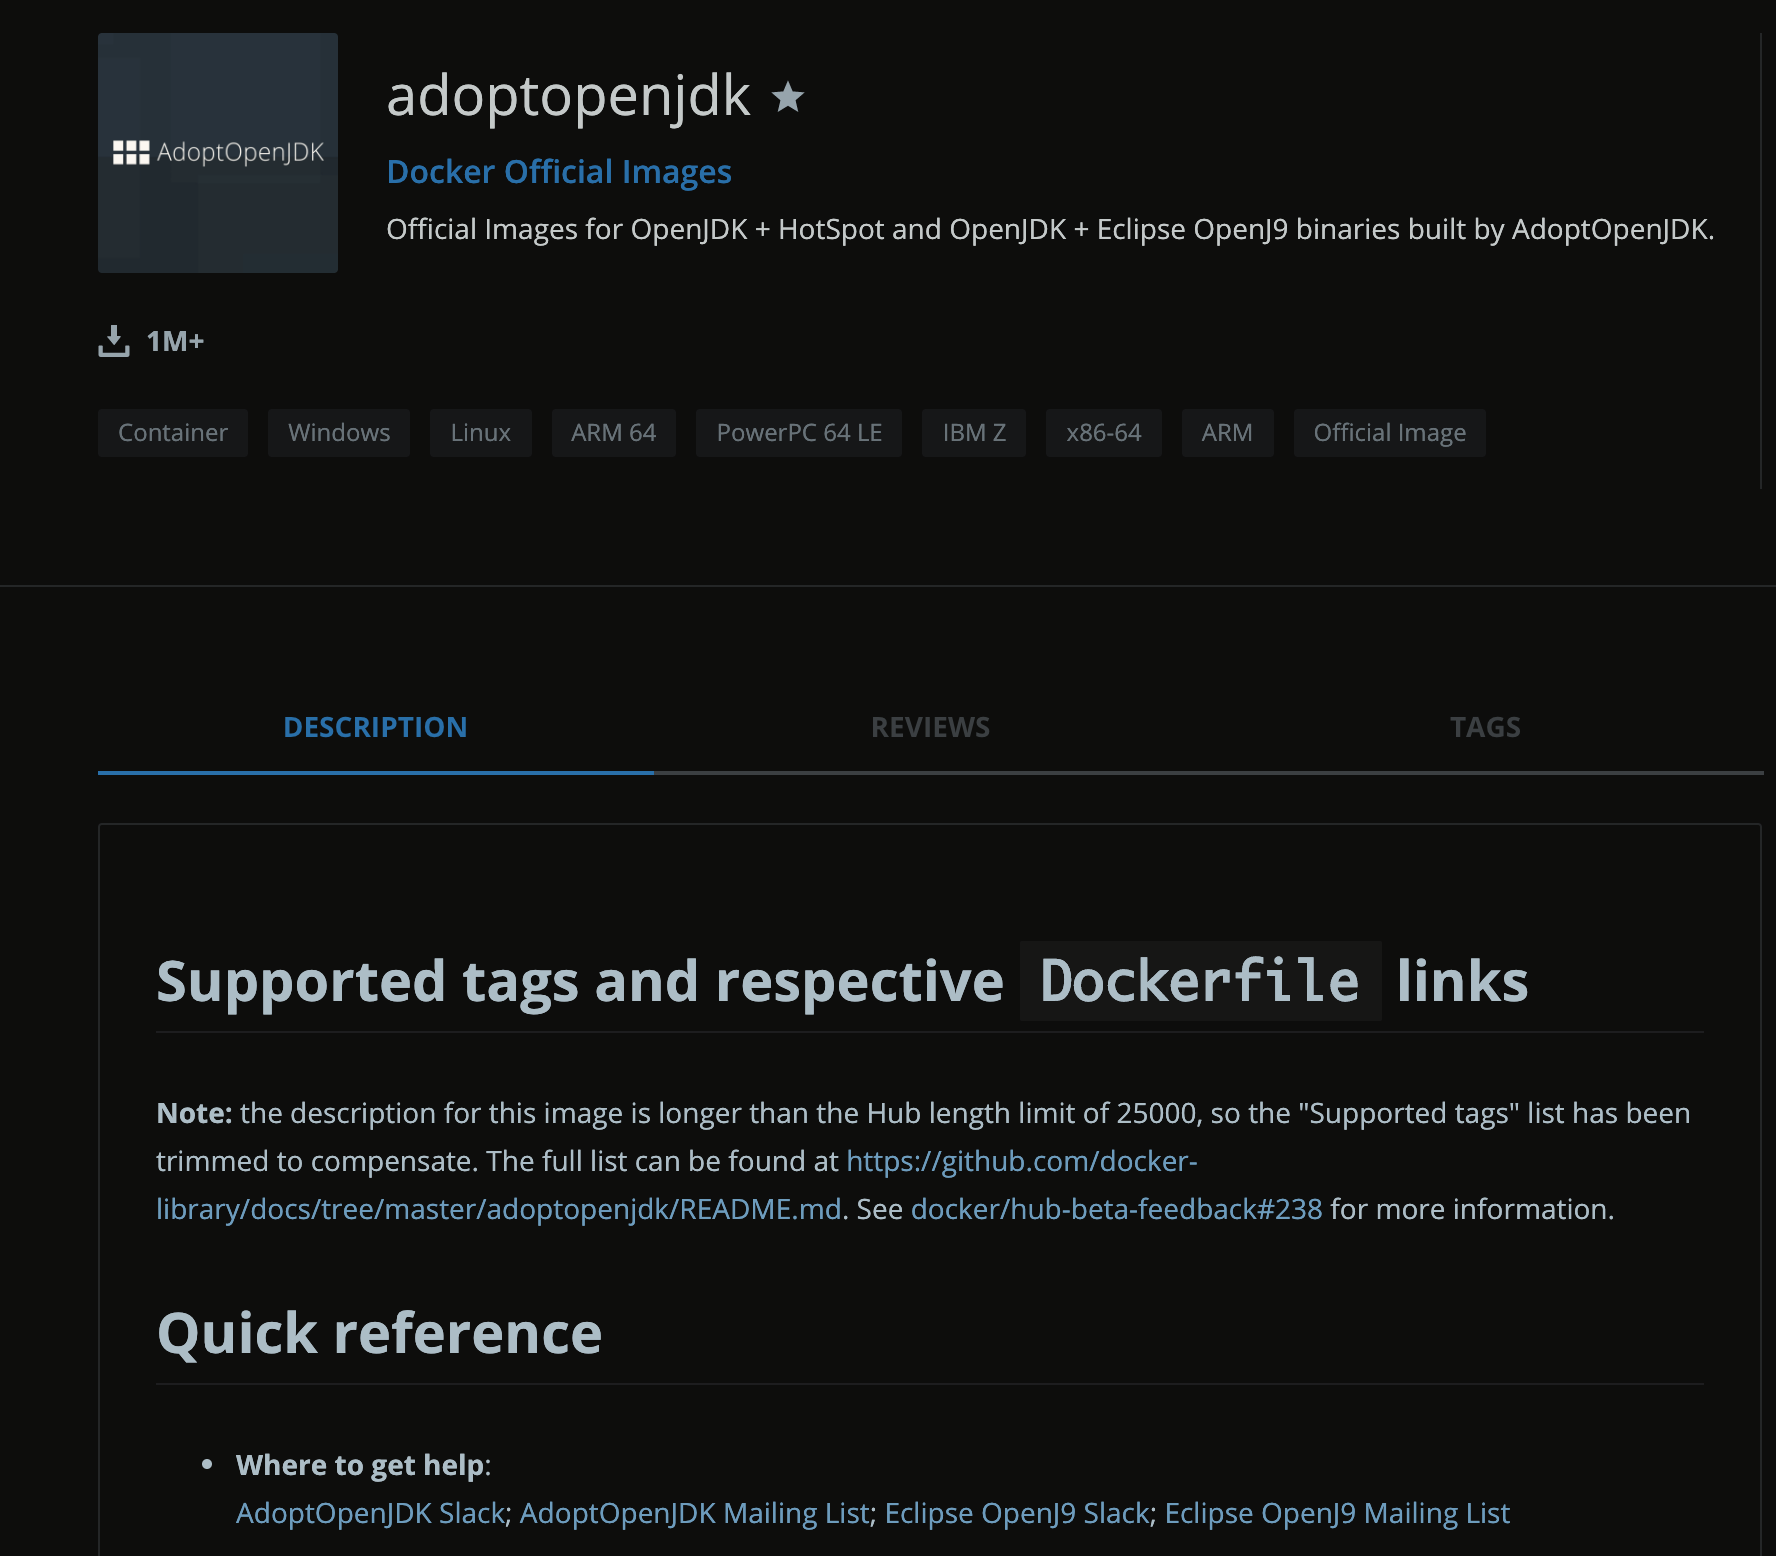 AdoptOpenJDK
adoptopenjdk
Docker Official Images
Official Images for OpenJDK + HotSpot and OpenJDK + Eclipse OpenJ9 binaries built by AdoptOpenJDK.
1M+
Container Windows Linux ARM 64 PowerPC 64 LE IBM Z x86-64 ARM Official Image
DESCRIPTION REVIEWS TAGS
Supported tags and respective Dockerfile links
Note: the description for this image is longer than the Hub length limit of 25000, so the "Supported tags" list has been
trimmed to compensate. The full list can be found at https://github.com/docker-
library/docs/tree/master/adoptopenjdk/README.md. See docker/hub-beta-feedback#238 for more information.
Quick reference
• Where to get help:
AdoptOpenJDK Slack; AdoptOpenJDK Mailing List; Eclipse OpenJ9 Slack; Eclipse OpenJ9 Mailing List